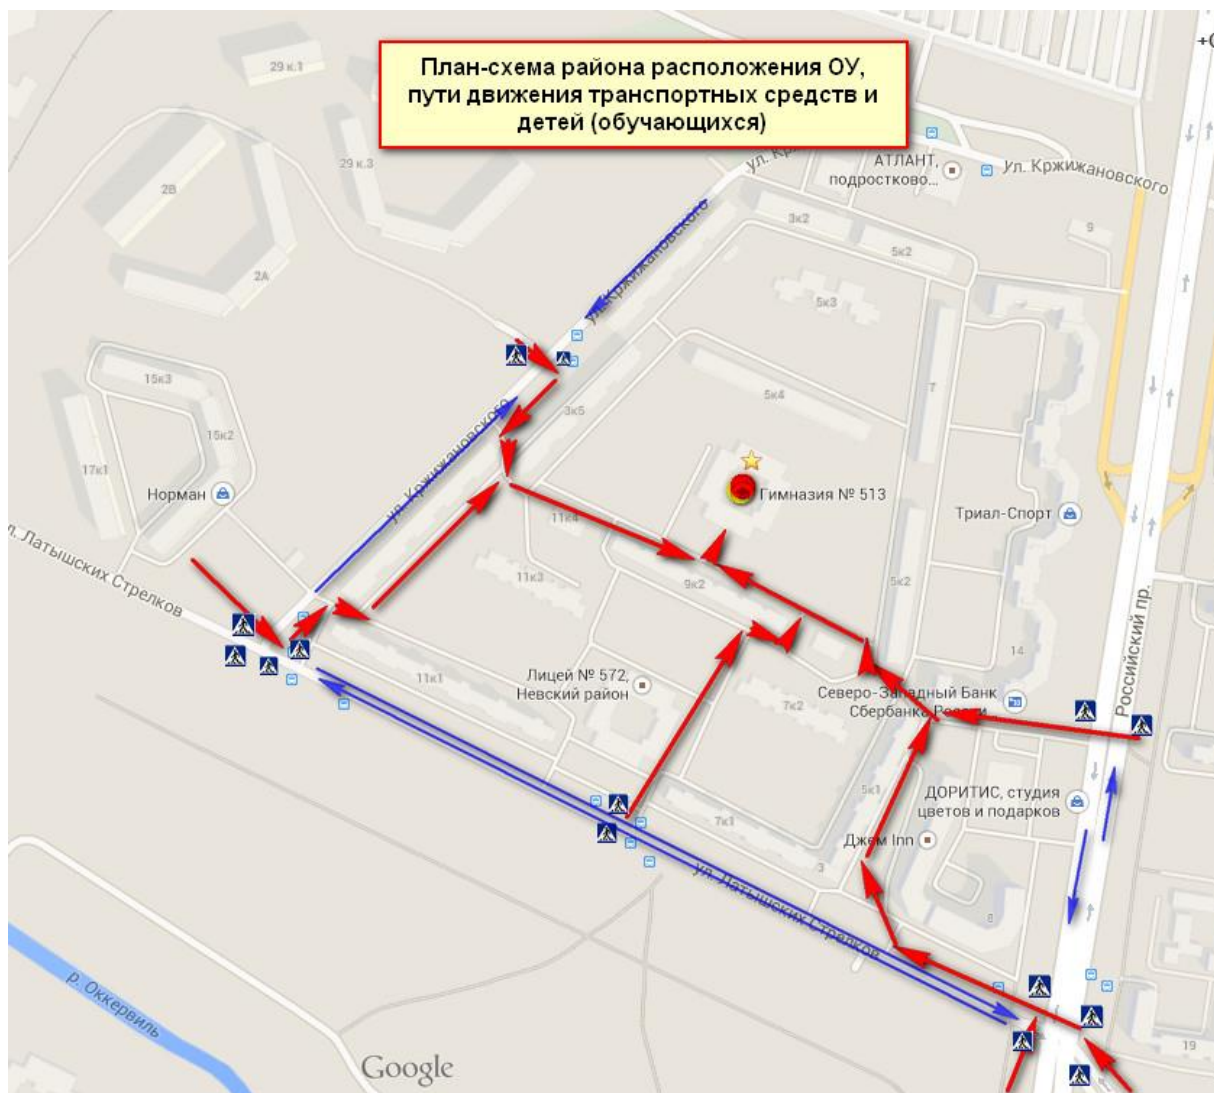 План-схема района расположения ОУ,
пути движения транспортных средств и
детей (обучающихся)
29 к.1
29 к.3
2В
2А
ул. Кр
АТЛАНТ,
подростково...
ул. Кржижановского
3к2
5к2
9
ул. Кржижановского
5к3
15к3
15к2
17к1
Норман
3к5
5к4
7
ул. Кржижановского
Гимназия № 513
Триал-Спорт
л. Латышских Стрелков
11к4
11к3
9к2
5к2
14
Российский пр.
11к1
Лицей № 572,
Невский район
7к2
Северо-Западный Банк
Сбербанка России...
5к1
ДОРИТИС, студия
цветов и подарков
7к1
Джем Inn
3
8
ул. Латышских Стрелков
р. Оккервиль
Google
19